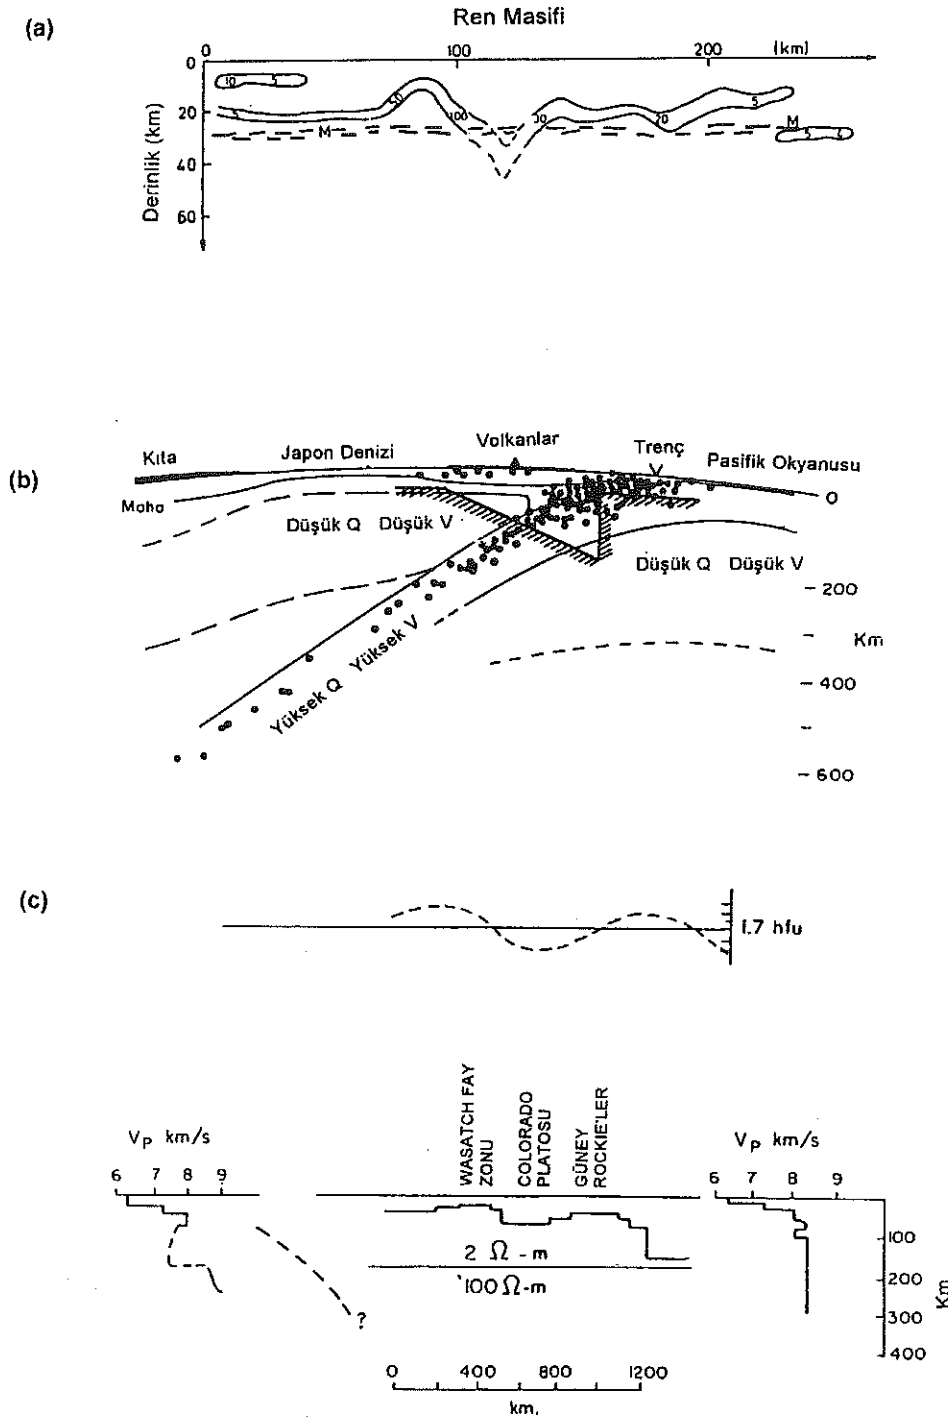 (a)
Ren Masifi
0 100 200 (km)
0
20
40
60
Derinlik (km)
10 5
5 50 100 30 20 5
M M
5 5
(b)
Kıta Japon Denizi Volkanlar Trenç Pasifik Okyanusu
Moho
0
Düşük Q Düşük V
Düşük Q Düşük V
Yüksek Q Yüksek V
200
Km
400
600
(c)
1.7 hfu
WASATCH FAY
ZONU
COLORADO
PLATOSU
GÜNEY
ROCKIE'LER
Vp km/s
6 7 8 9
?
2 Ω - m
100 Ω - m
Vp km/s
6 7 8 9
100
200
300
400
Km
0 400 800 1200
km.